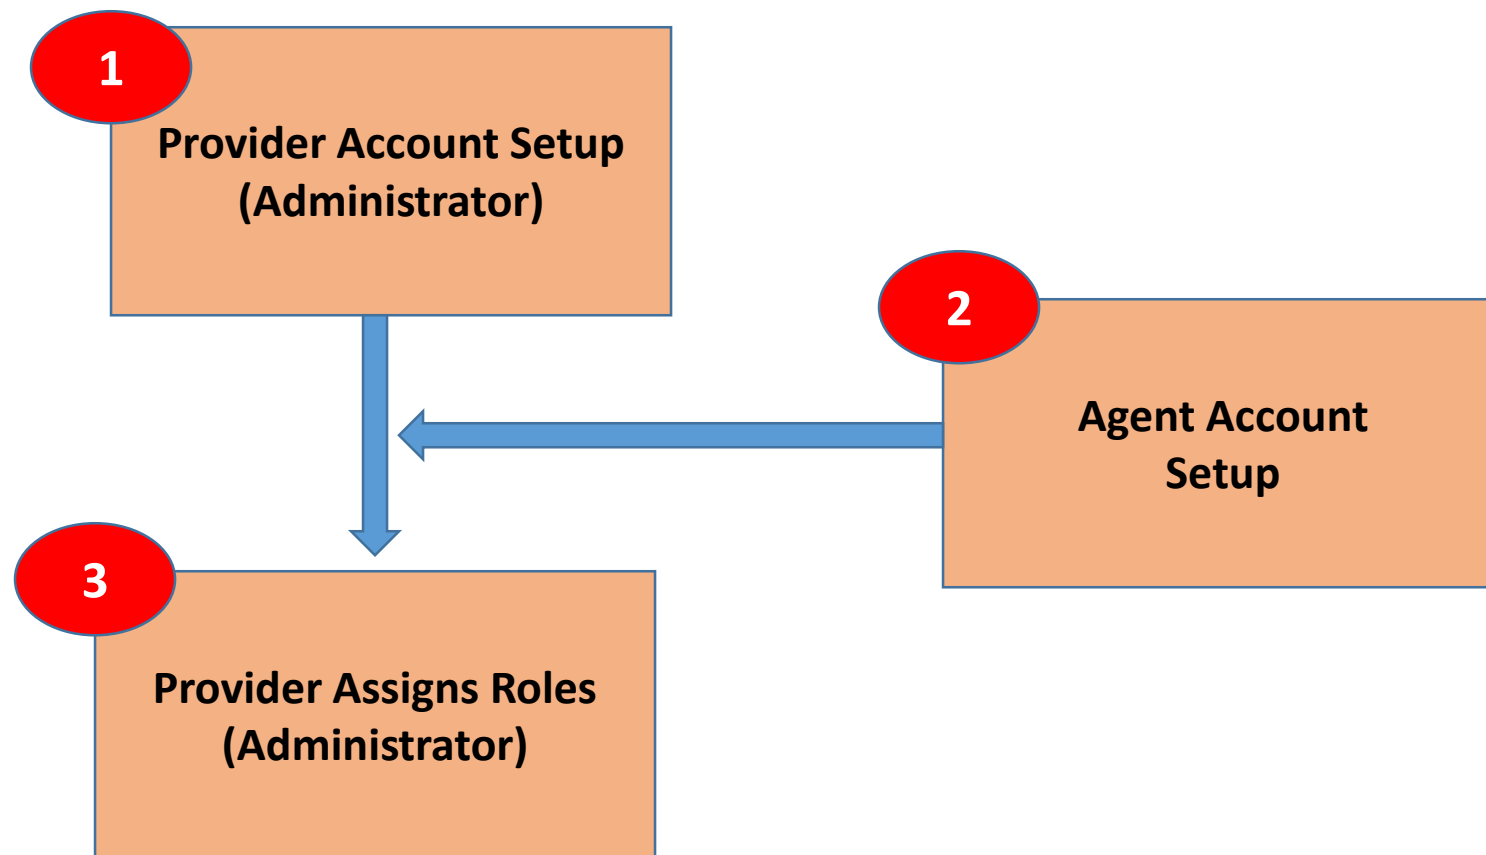 1
Provider Account Setup
(Administrator)
2
Agent Account
Setup
3
Provider Assigns Roles
(Administrator)